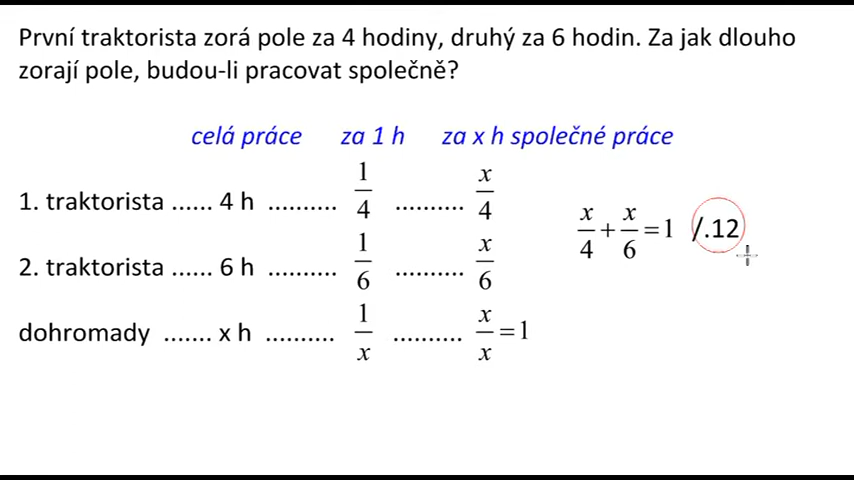 První traktorista zorá pole za 4 hodiny, druhý za 6 hodin. Za jak dlouho
zorají pole, budou-li pracovat společně?
celá práce za 1 h za x h společné práce
1. traktorista ...... 4 h .......... 1/4 .......... x/4
x/4 + x/6 = 1 /.12
2. traktorista ...... 6 h .......... 1/6 .......... x/6
dohromady ....... x h .......... 1/x .......... x/x = 1